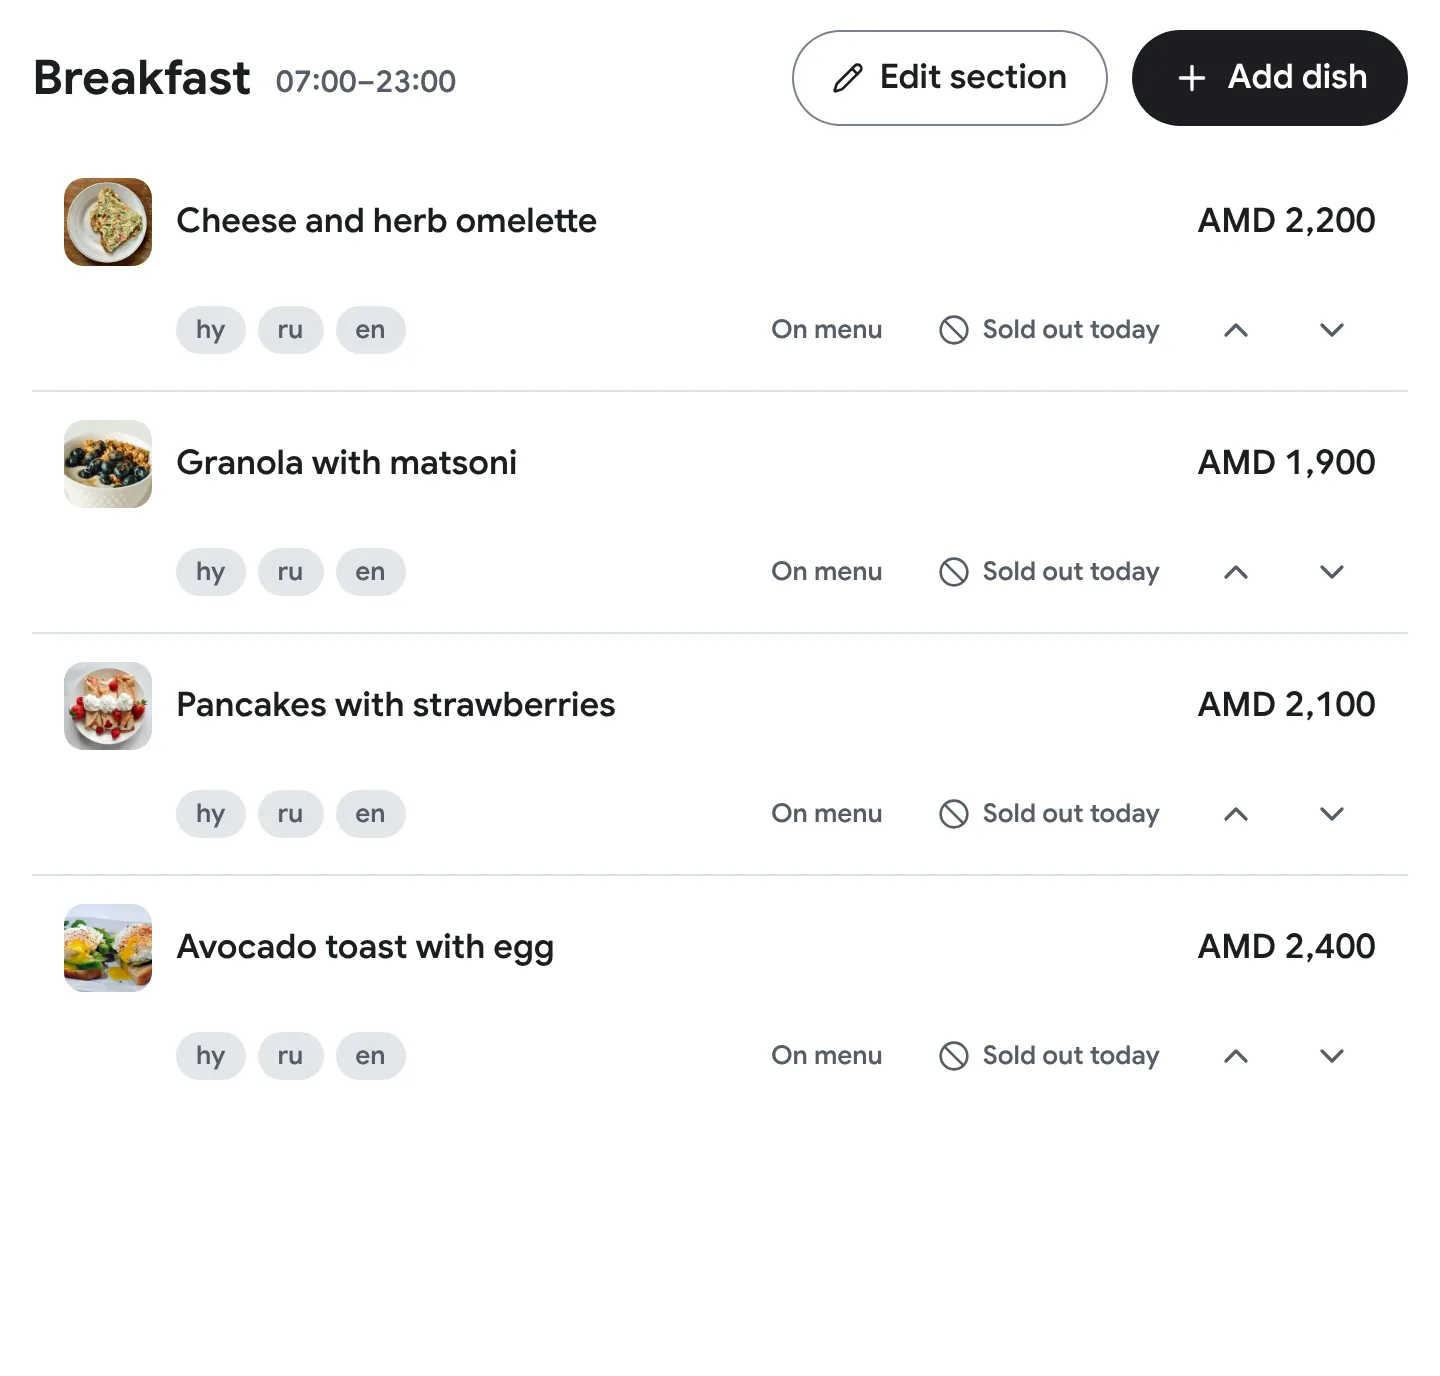 Breakfast 07:00–23:00 Edit section Add dish
Cheese and herb omelette AMD 2,200
hy ru en On menu Sold out today
Granola with matsoni AMD 1,900
hy ru en On menu Sold out today
Pancakes with strawberries AMD 2,100
hy ru en On menu Sold out today
Avocado toast with egg AMD 2,400
hy ru en On menu Sold out today